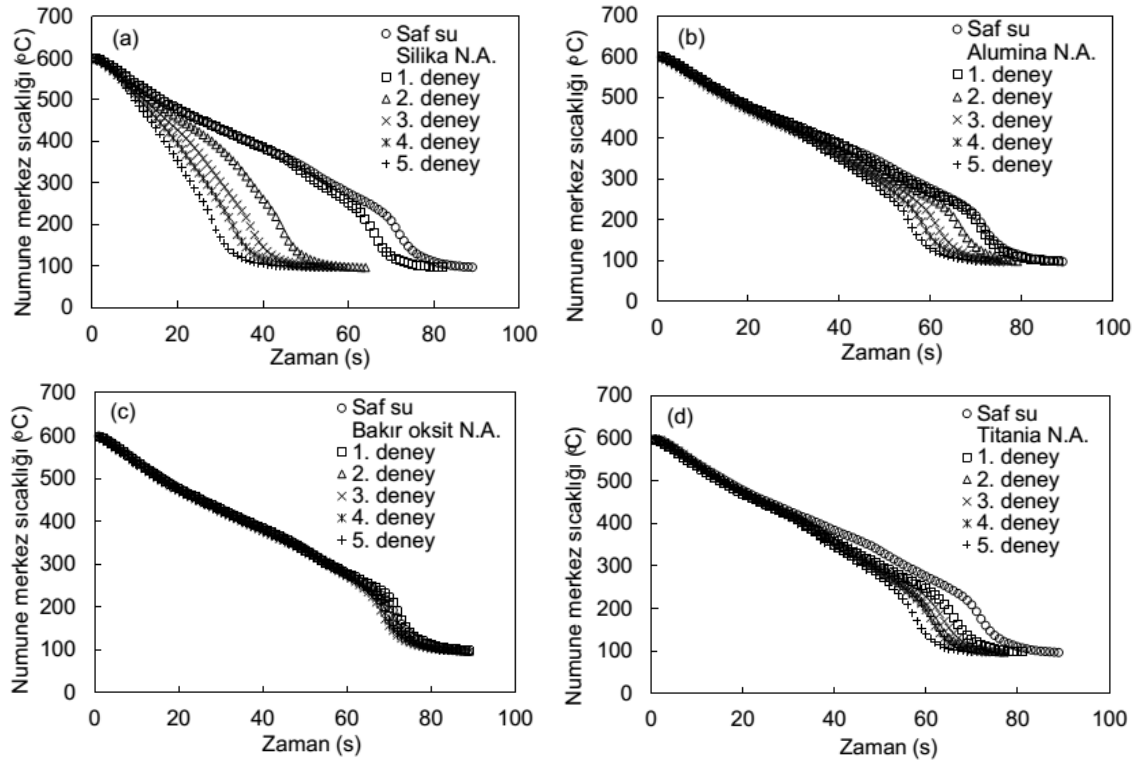 700
600
500
400
300
200
100
0
Numune merkez sıcaklığı (ºC)
(a)
Saf su
Silika N.A.
1. deney
2. deney
3. deney
4. deney
5. deney
0 20 40 60 80 100
Zaman (s)
700
600
500
400
300
200
100
0
Numune merkez sıcaklığı (ºC)
(b)
Saf su
Alumina N.A.
1. deney
2. deney
3. deney
4. deney
5. deney
0 20 40 60 80 100
Zaman (s)
700
600
500
400
300
200
100
0
Numune merkez sıcaklığı (ºC)
(c)
Saf su
Bakır oksit N.A.
1. deney
2. deney
3. deney
4. deney
5. deney
0 20 40 60 80 100
Zaman (s)
700
600
500
400
300
200
100
0
Numune merkez sıcaklığı (ºC)
(d)
Saf su
Titania N.A.
1. deney
2. deney
3. deney
4. deney
5. deney
0 20 40 60 80 100
Zaman (s)